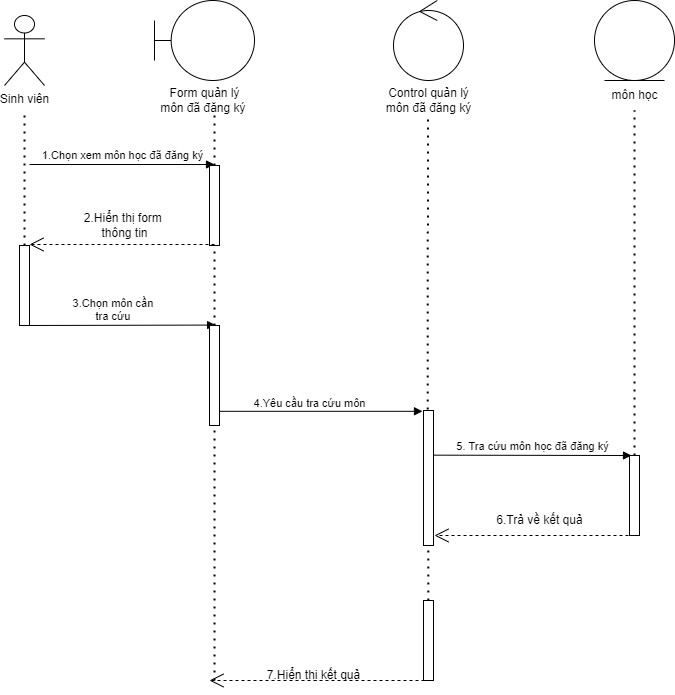 Sinh viên
Form quản lý
môn đã đăng ký
Control quản lý
môn đã đăng ký
môn học
1.Chọn xem môn học đã đăng ký
2.Hiển thị form
thông tin
3.Chọn môn cần
tra cứu
4.Yêu cầu tra cứu môn
5. Tra cứu môn học đã đăng ký
6.Trả về kết quả
7.Hiển thị kết quả